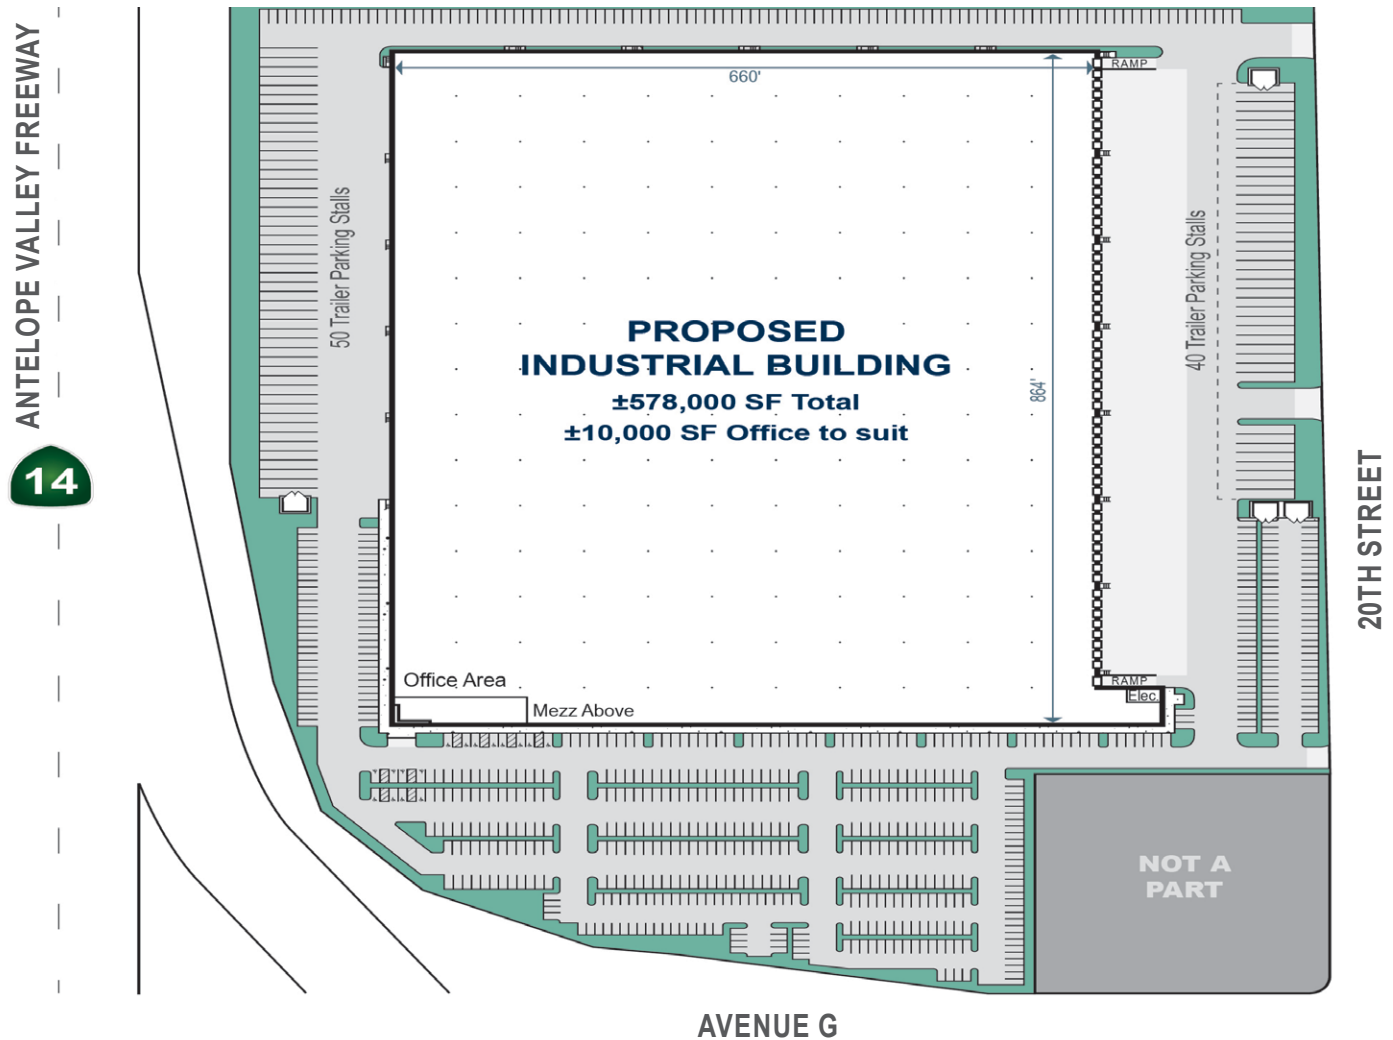 ANTELOPE VALLEY FREEWAY
14
660'
RAMP
50 Trailer Parking Stalls
40 Trailer Parking Stalls
PROPOSED
INDUSTRIAL BUILDING
±578,000 SF Total
±10,000 SF Office to suit
864'
20TH STREET
Office Area
Mezz Above
RAMP
Elec.
NOT A
PART
AVENUE G